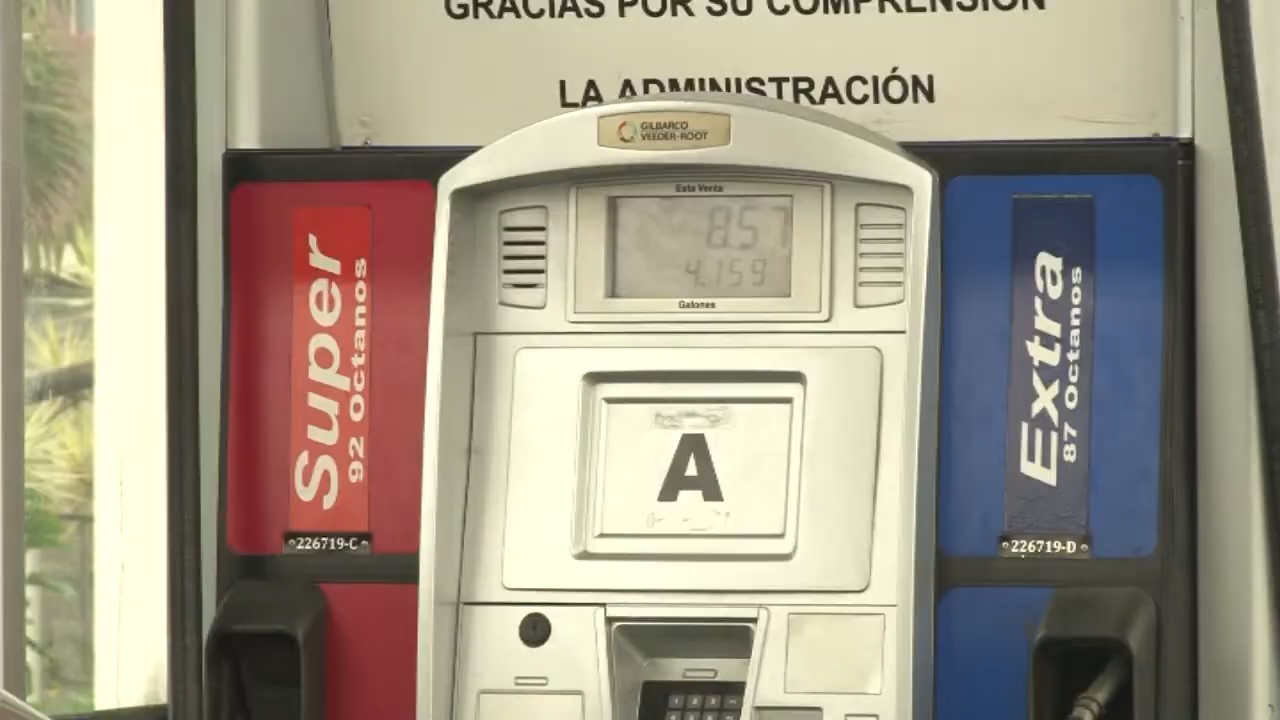 GRACIAS POR SU COMPRENSIÓN
LA ADMINISTRACIÓN
GILBARCO
VEEDER-ROOT
Esta Venta
8.57
4.159
Galones
Super
92 Octanos
226719-C
A
Extra
87 Octanos
226719-D